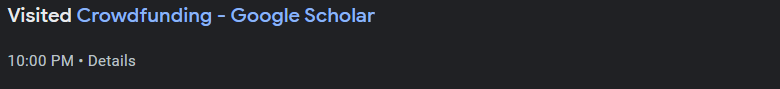 Visited Crowdfunding - Google Scholar
10:00 PM • Details